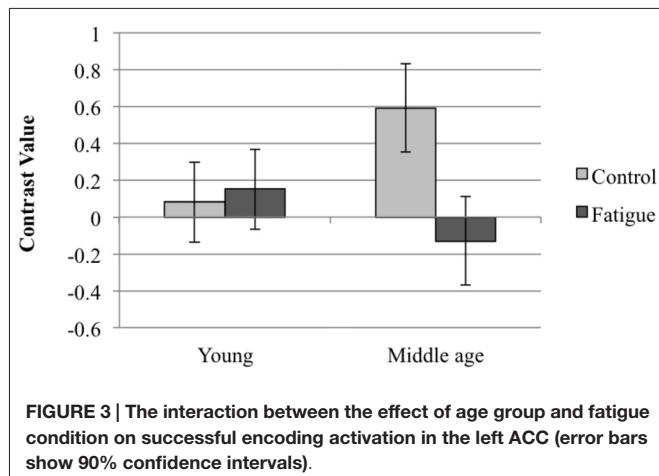 1
0.8
0.6
0.4
0.2
0
-0.2
-0.4
-0.6
Contrast Value
Control
Fatigue
Young Middle age
FIGURE 3 | The interaction between the effect of age group and fatigue
condition on successful encoding activation in the left ACC (error bars
show 90% confidence intervals).